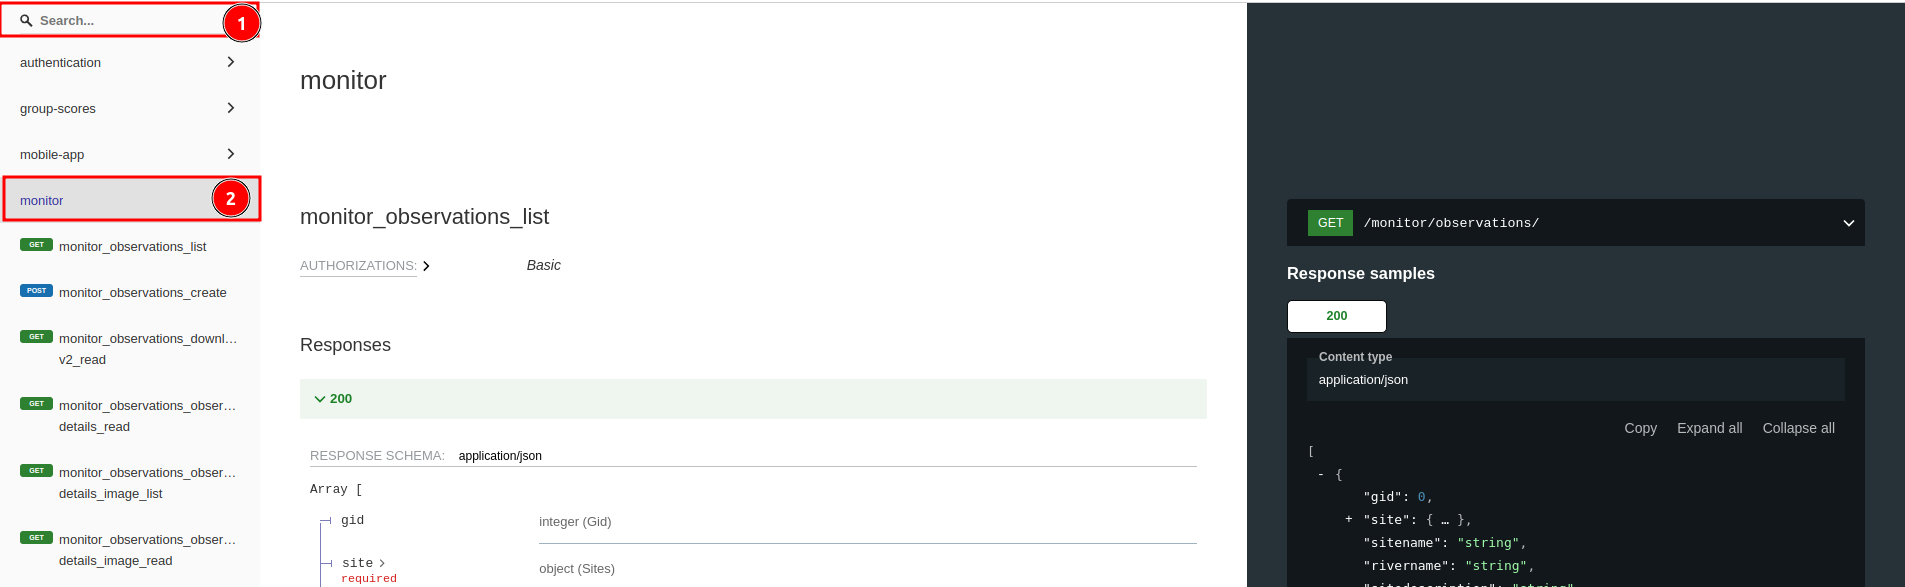 Search...
1
authentication
group-scores
mobile-app
monitor
2
GET monitor_observations_list
POST monitor_observations_create
GET monitor_observations_downl...
v2_read
GET monitor_observations_obser...
details_read
GET monitor_observations_obser...
details_image_list
GET monitor_observations_obser...
details_image_read
monitor
monitor_observations_list
AUTHORIZATIONS: Basic
Responses
200
RESPONSE SCHEMA: application/json
Array [
gid integer (Gid)
site object (Sites)
required
GET /monitor/observations/
Response samples
200
Content type
application/json
Copy Expand all Collapse all
[
- {
"gid": 0,
+ "site": { … },
"sitename": "string",
"rivername": "string",
"sitedescription": "string"